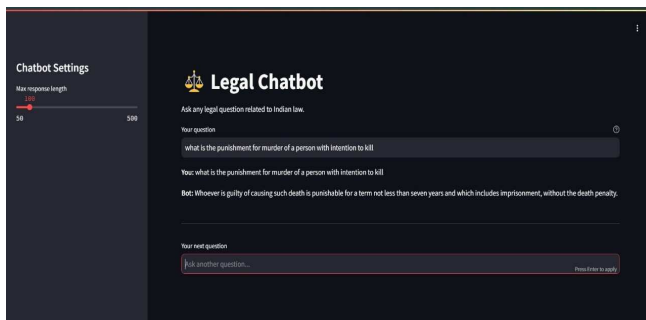 Chatbot Settings
Max response length
100
50 500
Legal Chatbot
Ask any legal question related to Indian law.
Your question
what is the punishment for murder of a person with intention to kill
You: what is the punishment for murder of a person with intention to kill
Bot: Whoever is guilty of causing such death is punishable for a term not less than seven years and which includes imprisonment, without the death penalty.
Your next question
Ask another question...
Press Enter to apply